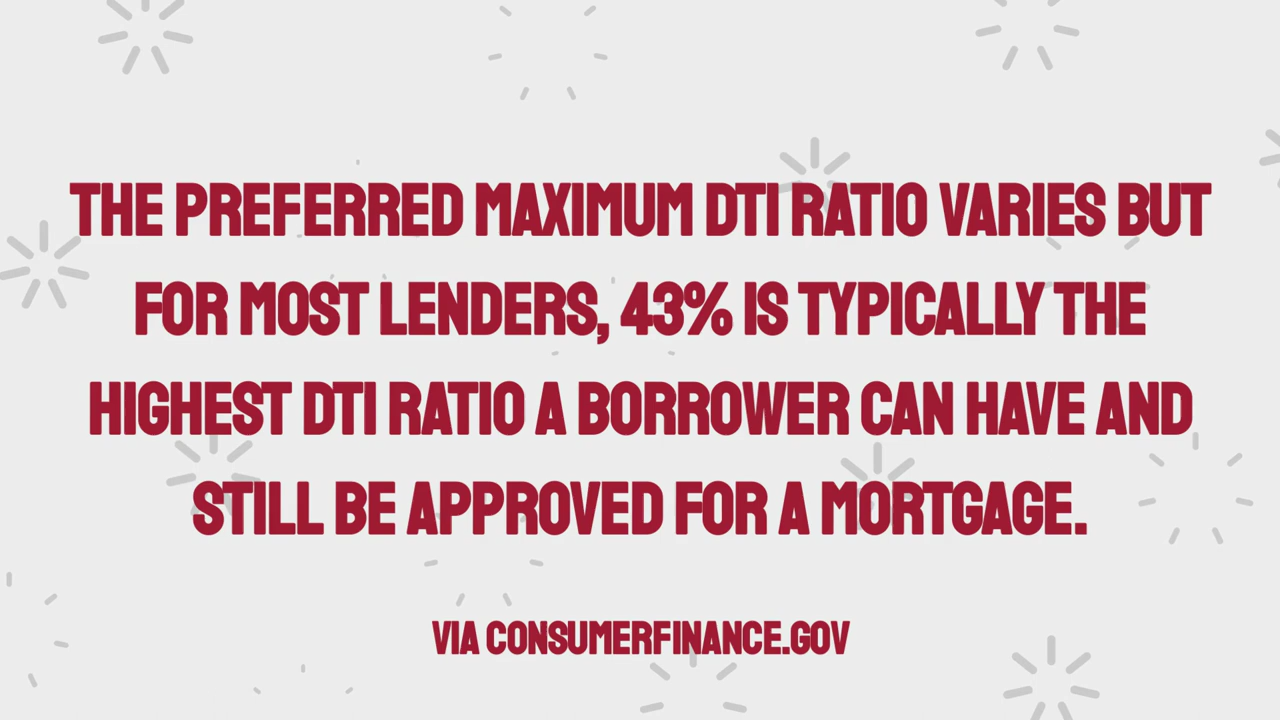 THE PREFERRED MAXIMUM DTI RATIO VARIES BUT
FOR MOST LENDERS, 43% IS TYPICALLY THE
HIGHEST DTI RATIO A BORROWER CAN HAVE AND
STILL BE APPROVED FOR A MORTGAGE.
VIA CONSUMERFINANCE.GOV